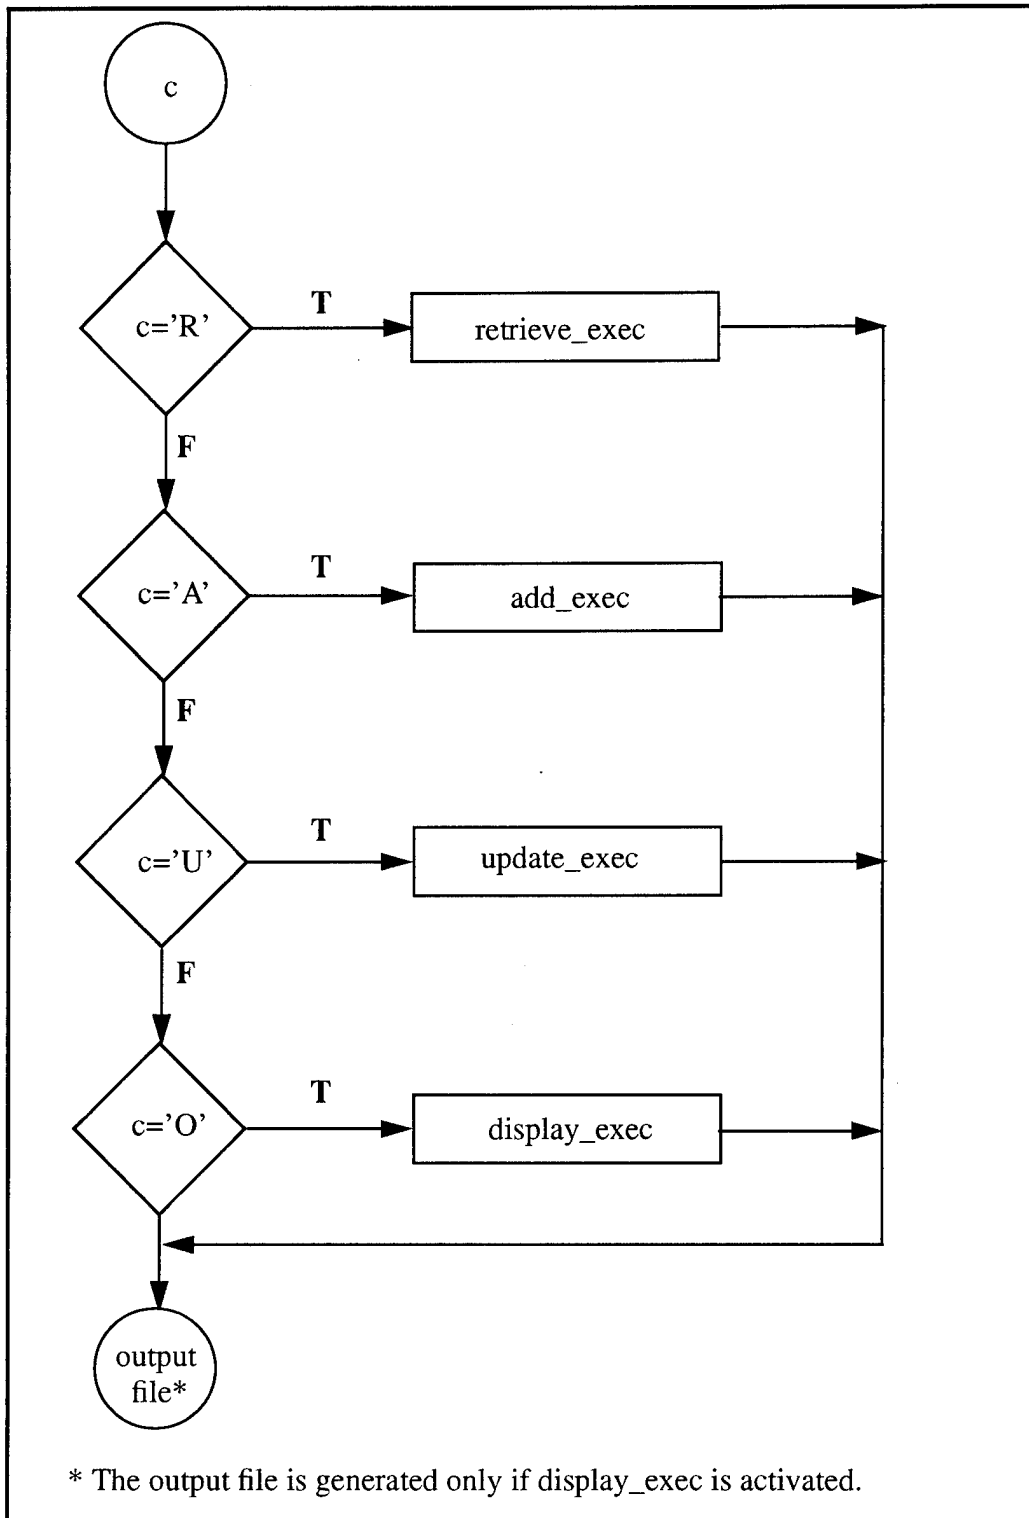 c
T
c='R'
retrieve_exec
F
T
c='A'
add_exec
F
T
c='U'
update_exec
F
T
c='O'
display_exec
output
file*
* The output file is generated only if display_exec is activated.